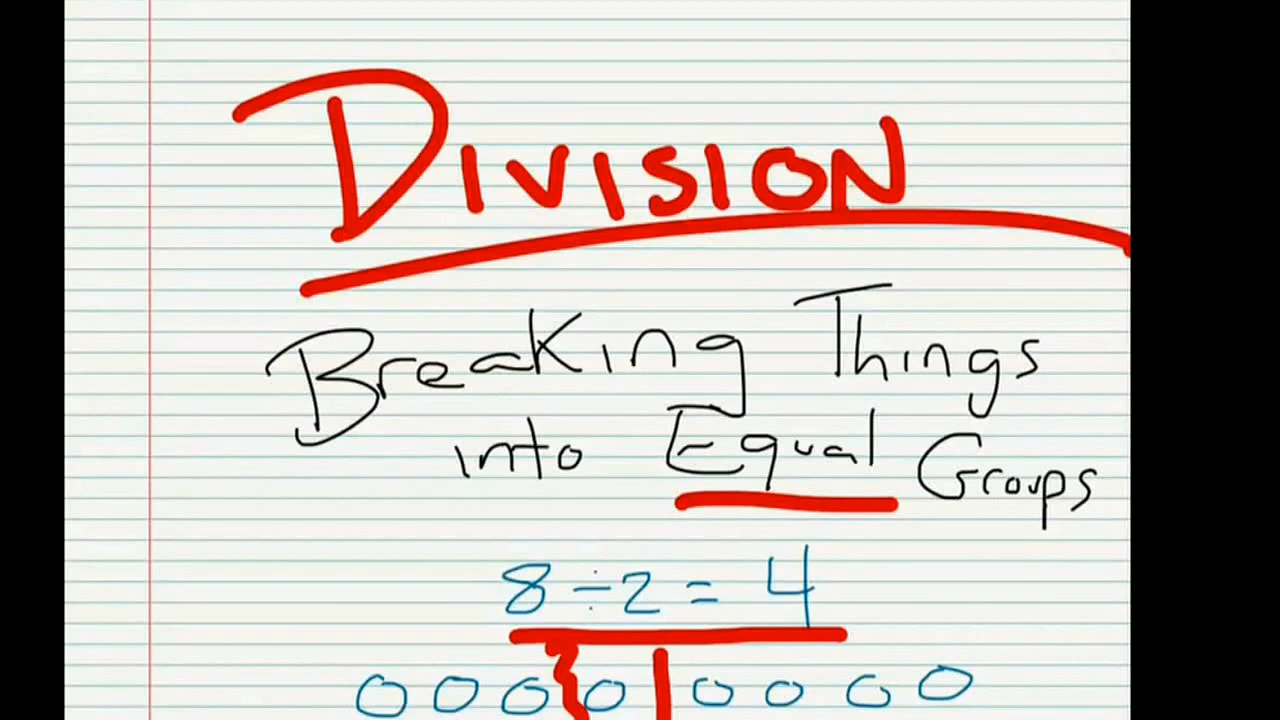 DIVISION
Breaking Things
into Equal Groups
8 ÷ 2 = 4